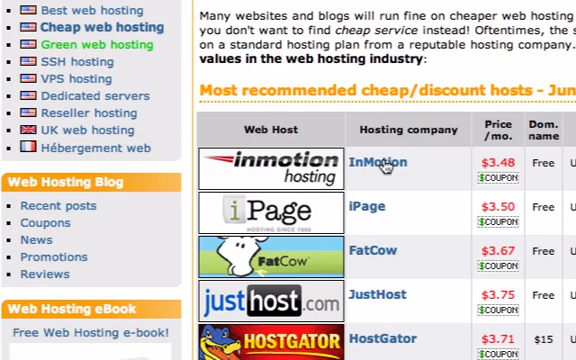 Best web hosting
Cheap web hosting
Green web hosting
SSH hosting
VPS hosting
Dedicated servers
Reseller hosting
UK web hosting
Hébergement web
Web Hosting Blog
Recent posts
Coupons
News
Promotions
Reviews
Web Hosting eBook
Free Web Hosting e-book!
Many websites and blogs will run fine on cheaper web hosting
you don't want to find cheap service instead! Oftentimes, the s
on a standard hosting plan from a reputable hosting company.
values in the web hosting industry:
Most recommended cheap/discount hosts - Jun
Web Host Hosting company Price /mo. Dom. name
inmotion hosting InMotion $3.48 $COUPON Free U
iPage HOSTING SINCE 1998 iPage $3.50 $COUPON Free U
FatCow FatCow $3.67 $COUPON Free U
justhost.com JustHost $3.75 $COUPON Free U
HOSTGATOR HostGator $3.71 $COUPON $15 U